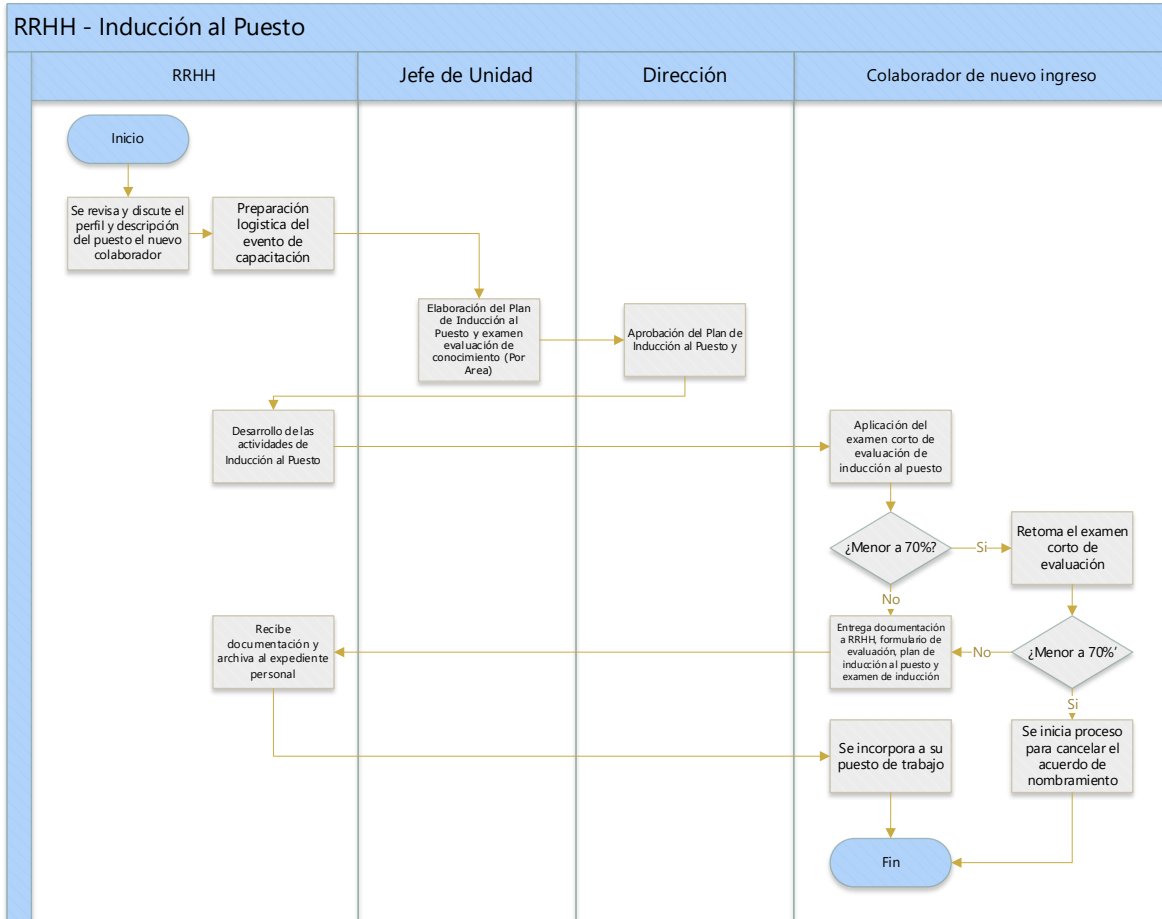 RRHH - Inducción al Puesto
RRHH
Jefe de Unidad
Dirección
Colaborador de nuevo ingreso
Inicio
Se revisa y discute el
perfil y descripción
del puesto el nuevo
colaborador
Preparación
logistica del
evento de
capacitación
Elaboración del Plan
de Inducción al
Puesto y examen
evaluación de
conocimiento (Por
Area)
Aprobación del Plan de
Inducción al Puesto y
Desarrollo de las
actividades de
Inducción al Puesto
Aplicación del
examen corto de
evaluación de
inducción al puesto
¿Menor a 70%?
Si
Retoma el examen
corto de
evaluación
No
Recibe
documentación y
archiva al expediente
personal
Entrega documentación
a RRHH, formulario de
evaluación, plan de
inducción al puesto y
examen de inducción
No
¿Menor a 70%’
Si
Se incorpora a su
puesto de trabajo
Se inicia proceso
para cancelar el
acuerdo de
nombramiento
Fin